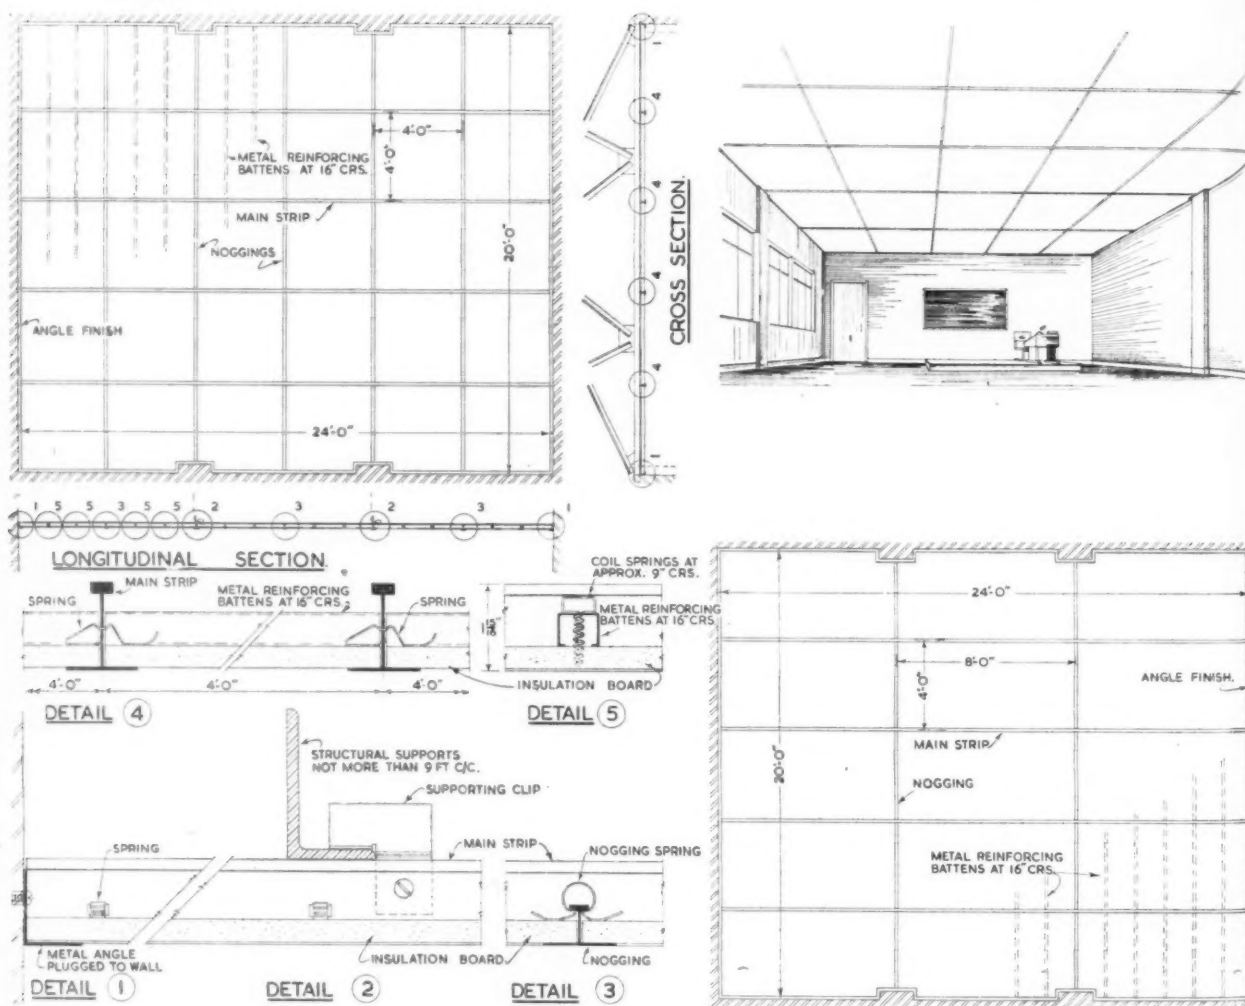 4'-0"
4'-0"
METAL REINFORCING
BATTENS AT 16" CRS.
MAIN STRIP
NOGGINGS
20'-0"
ANGLE FINISH
24'-0"
1
4
4
4
4
1
CROSS SECTION.
1 5 5 3 5 5 2 3 2 3 1
LONGITUDINAL SECTION.
MAIN STRIP
SPRING
METAL REINFORCING
BATTENS AT 16" CRS.
SPRING
4'-0" 4'-0" 4'-0"
DETAIL 4
COIL SPRINGS AT
APPROX. 9" CRS.
METAL REINFORCING
BATTENS AT 16" CRS
INSULATION BOARD
DETAIL 5
STRUCTURAL SUPPORTS
NOT MORE THAN 9 FT C/C.
SUPPORTING CLIP
SPRING
MAIN STRIP
NOGGING SPRING
METAL ANGLE
PLUGGED TO WALL
INSULATION BOARD
NOGGING
DETAIL 1
DETAIL 2
DETAIL 3
24'-0"
8'-0"
4'-0"
ANGLE FINISH.
MAIN STRIP
20'-0"
NOGGING
METAL REINFORCING
BATTENS AT 16" CRS.